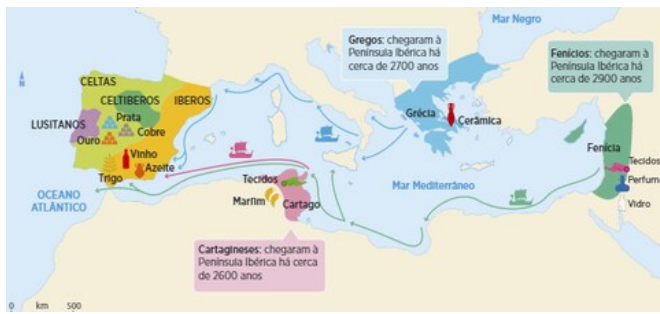 Mar Negro
Gregos: chegaram à
Península Ibérica há
cerca de 2700 anos
Fenícios: chegaram à
Península Ibérica há
cerca de 2900 anos
N
CELTAS
CELTIBEROS
IBEROS
LUSITANOS
Prata
Cobre
Ouro
Vinho
Azeite
Trigo
Grécia
Cerâmica
Fenícia
Tecidos
Perfume
Vidro
OCEANO
ATLÂNTICO
Mar Mediterrâneo
Tecidos
Marfim
Cartago
Cartagineses: chegaram à
Península Ibérica há cerca
de 2600 anos
0 km 500